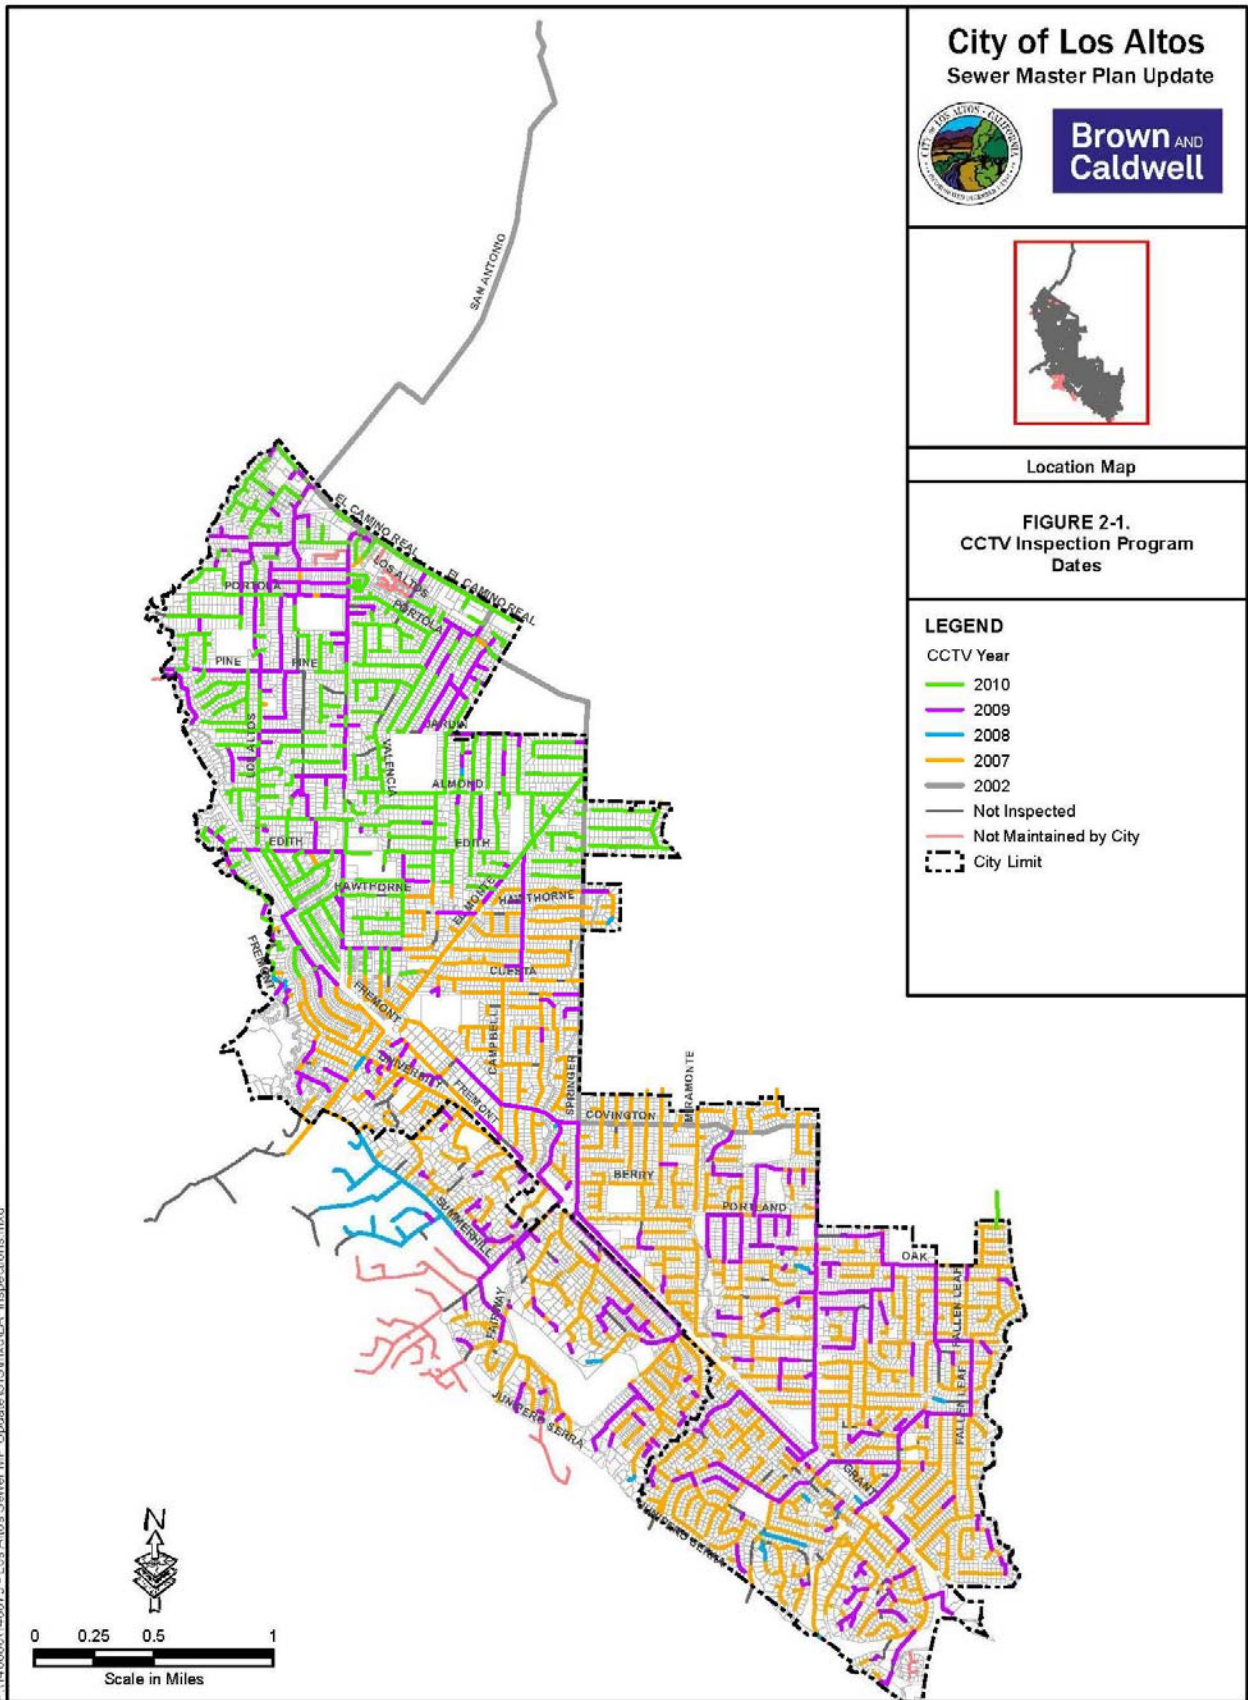 City of Los Altos
Sewer Master Plan Update
Brown AND
Caldwell
Location Map
FIGURE 2-1.
CCTV Inspection Program
Dates
LEGEND
CCTV Year
2010
2009
2008
2007
2002
Not Inspected
Not Maintained by City
City Limit
SAN ANTONIO
EL CAMINO REAL
LOS ALTOS
EL CAMINO REAL
PORTOLA
PORTOLA
PINE
PINE
JARDIN
LOS ALTOS
VALENCIA
ALMOND
EDITH
EDITH
HAWTHORNE
EL MONTE
HAWTHORNE
FREMONT
CUESTA
FREMONT
CAMPBELL
UNIVERSITY
FREMONT
SPRINGER
MIRAMONTE
COVINGTON
BERRY
PORTLAND
SUMMERHILL
OAK
FALLEN LEAF
FAIRWAY
FALLEN LEAF
JUNIPERO SERRA
GRANT
JUNIPERO SERRA
N
0 0.25 0.5 1
Scale in Miles